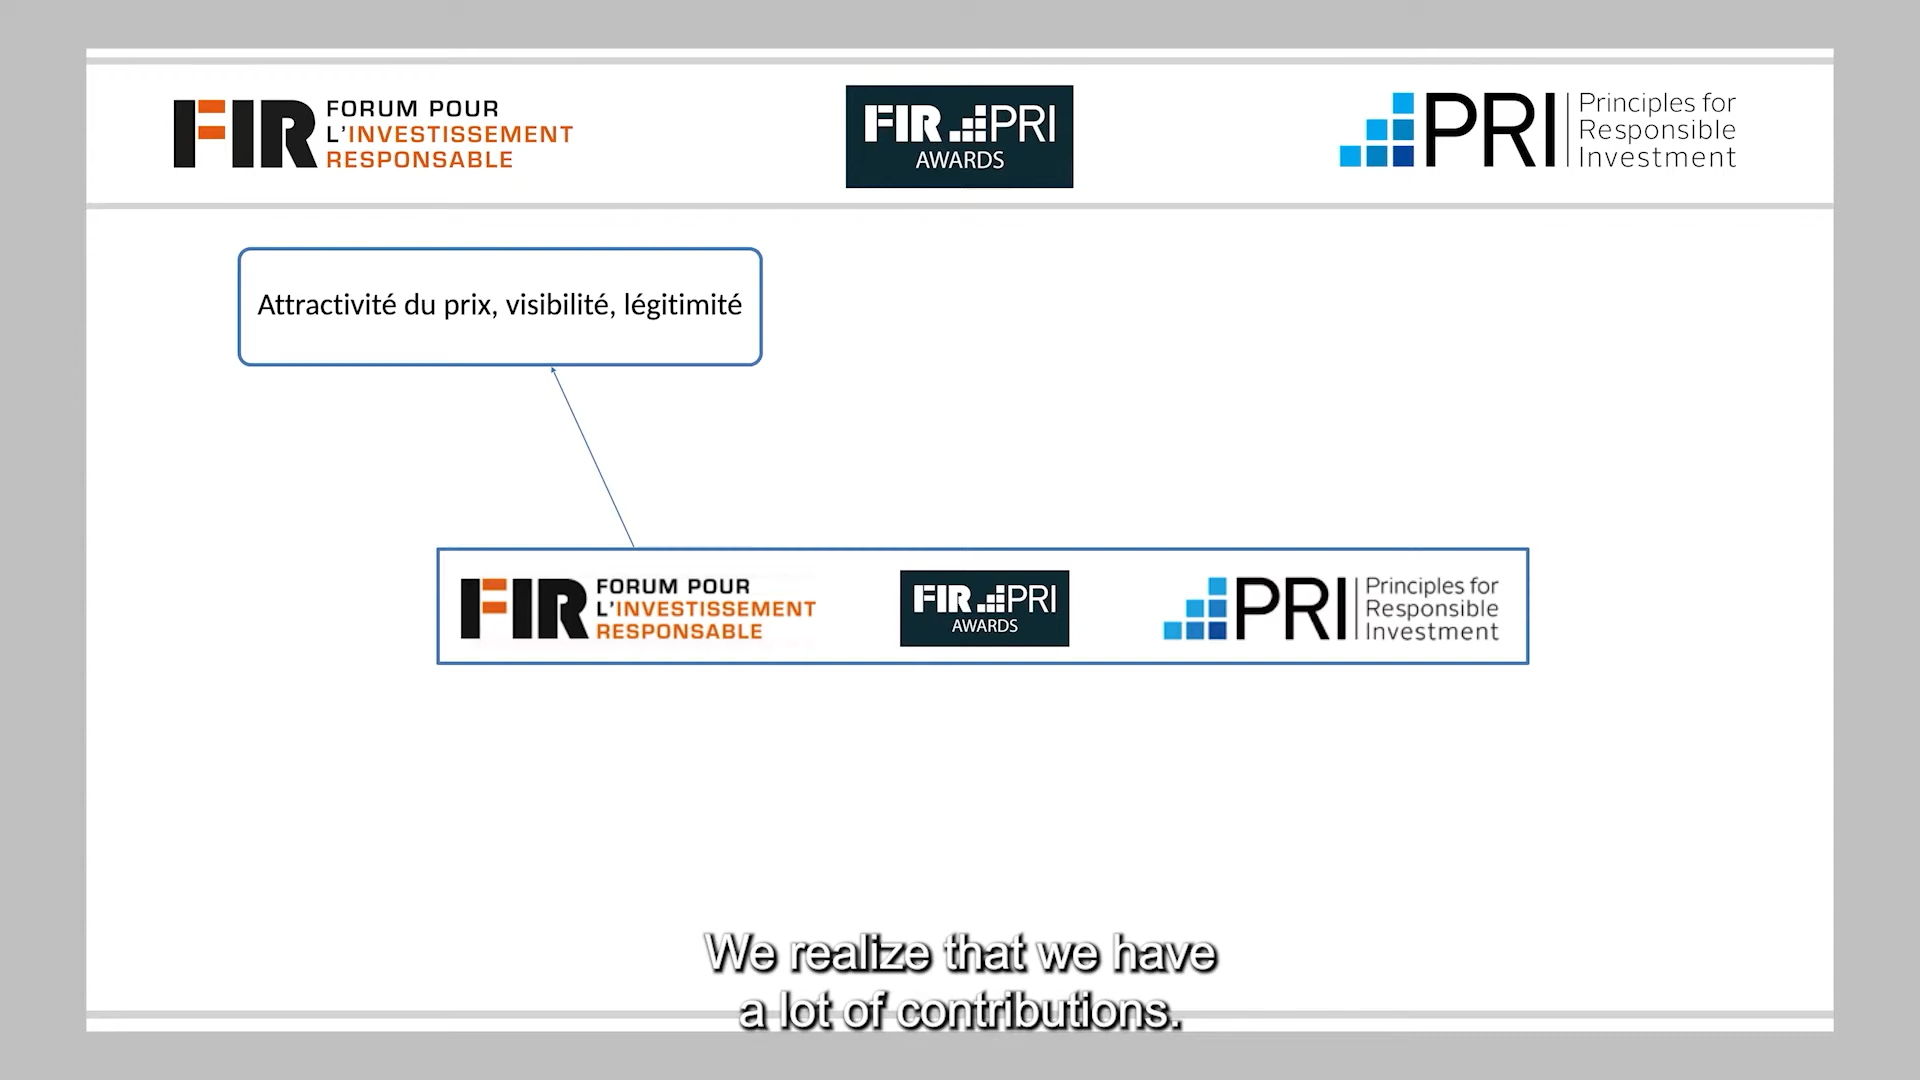 FIR FORUM POUR
L'INVESTISSEMENT
RESPONSABLE
FIR PRI
AWARDS
PRI Principles for
Responsible
Investment
Attractivité du prix, visibilité, légitimité
FIR FORUM POUR
L'INVESTISSEMENT
RESPONSABLE
FIR PRI
AWARDS
PRI Principles for
Responsible
Investment
We realize that we have
a lot of contributions.